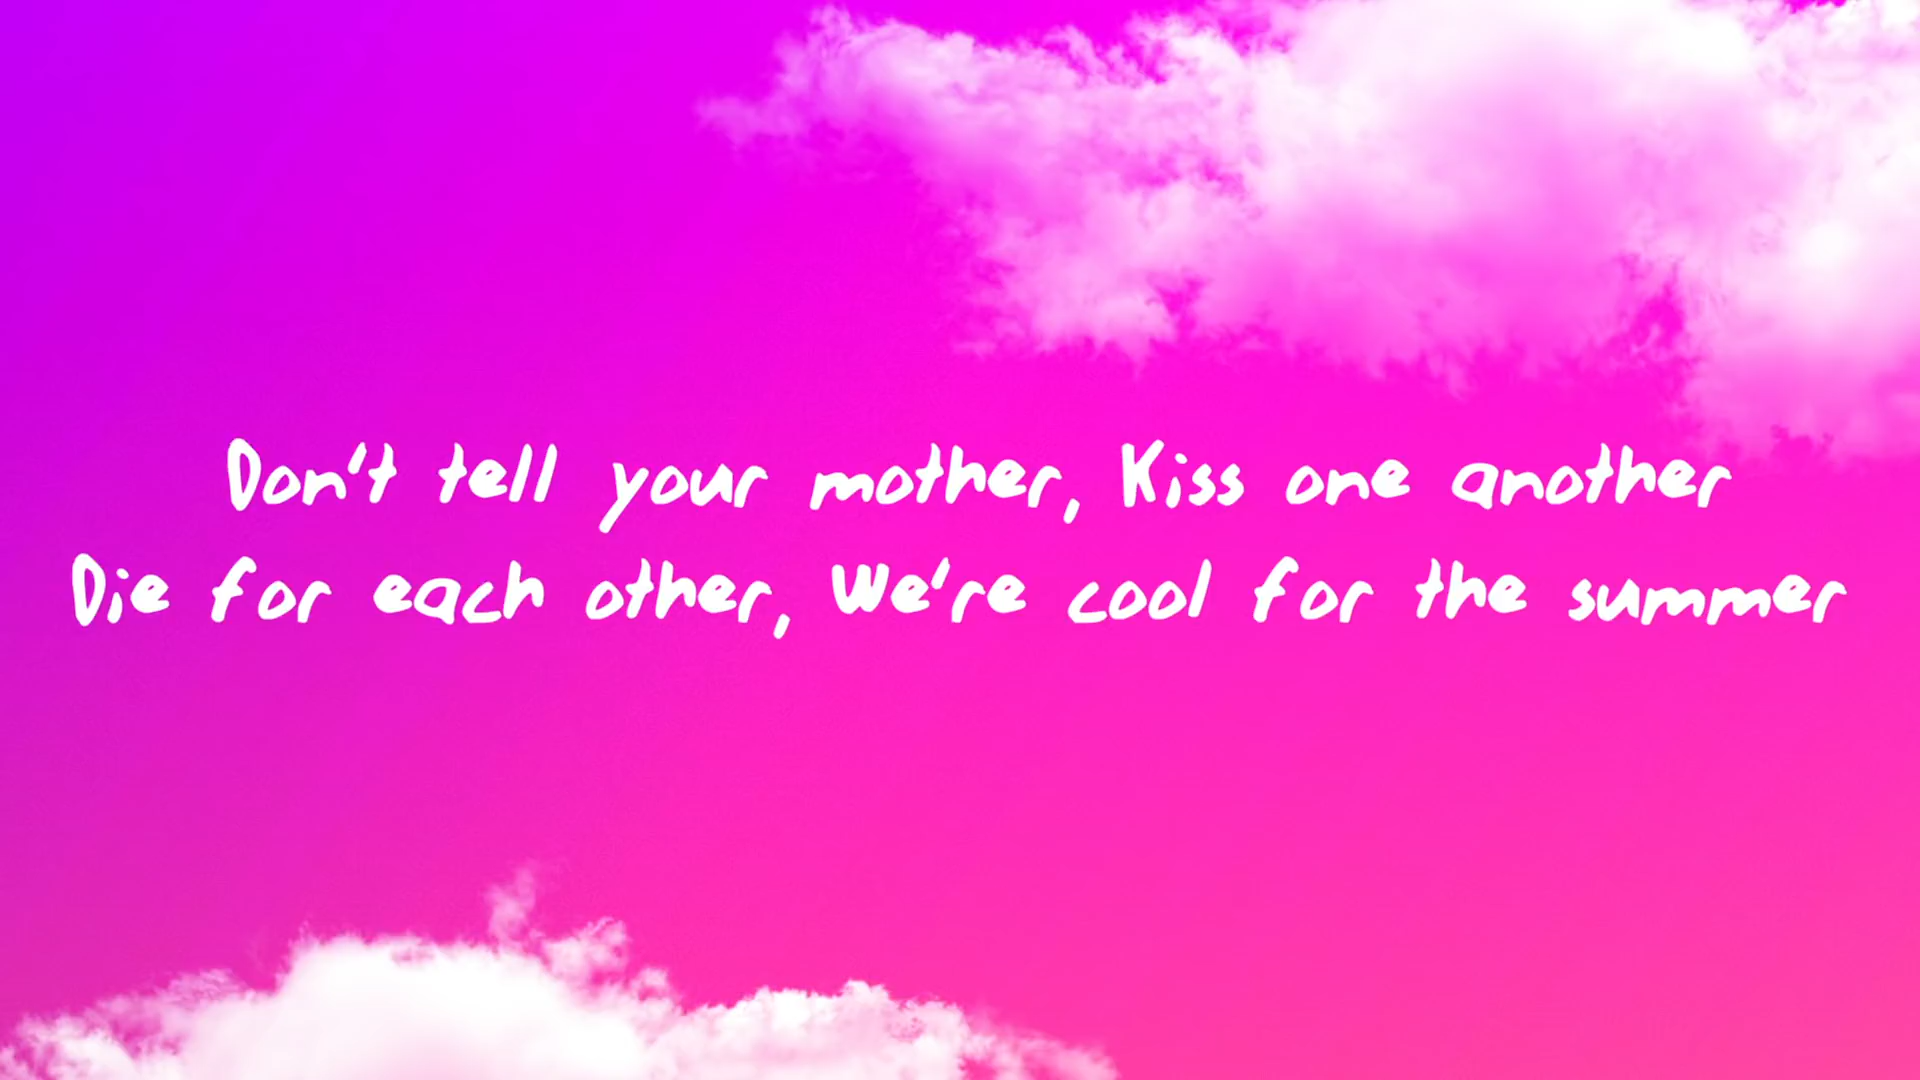 Don't tell your mother, Kiss one another
Die for each other, We're cool for the summer